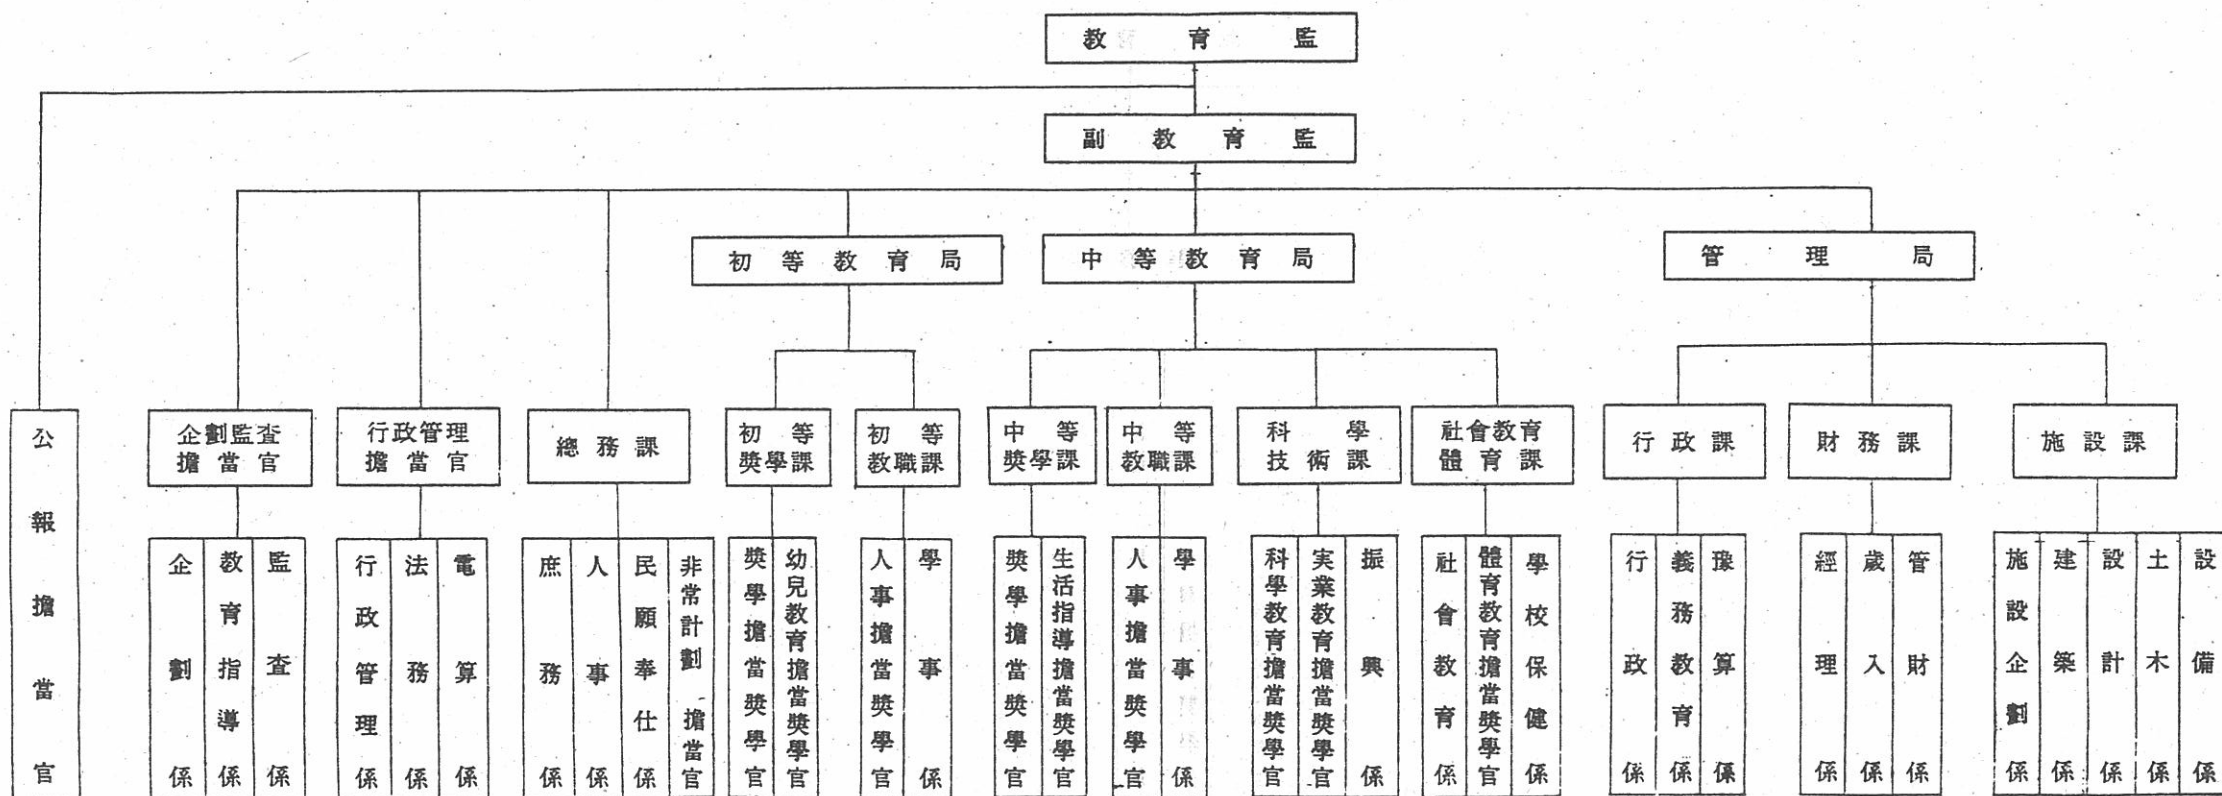 教育監
副教育監
初等教育局
中等教育局
管理局
公報擔當官
企劃監查
擔當官
行政管理
擔當官
總務課
初等
奬學課
初等
教職課
中等
奬學課
中等
教職課
科學
技術課
社會教育
體育課
行政課
財務課
施設課
企劃係
教育指導係
監查係
行政管理係
法務係
電算係
庶務係
人事係
民願奉仕係
非常計劃擔當官
奬學擔當奬學官
幼兒教育擔當奬學官
人事擔當奬學官
學事係
奬學擔當奬學官
生活指導擔當奬學官
人事擔當奬學官
學事係
科學教育擔當奬學官
実業教育擔當奬學官
振興係
社會教育係
體育教育擔當奬學官
學校保健係
行政係
義務教育係
豫算係
經理係
歲入係
管財係
施設企劃係
建築係
設計係
土木係
設備係